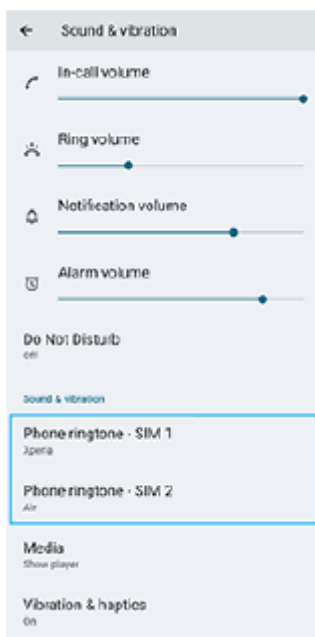 Sound & vibration
In-call volume
Ring volume
Notification volume
Alarm volume
Do Not Disturb
Off
Sound & vibration
Phone ringtone - SIM 1
Xperia
Phone ringtone - SIM 2
Air
Media
Show player
Vibration & haptics
On